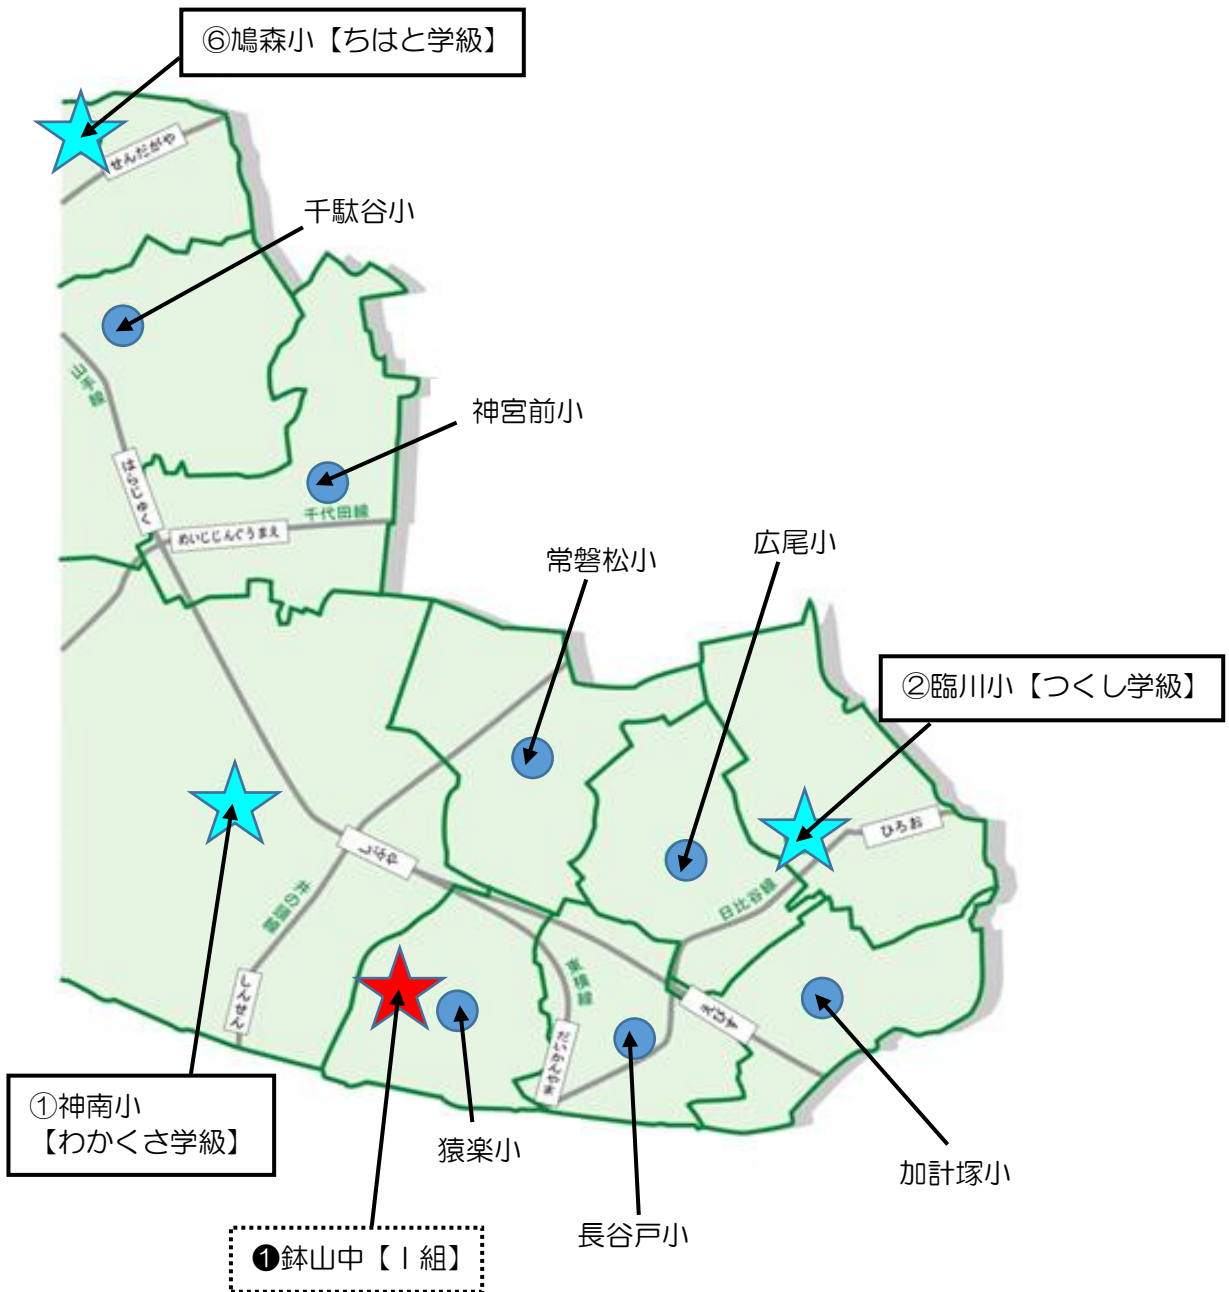 ⑥鳩森小【ちはと学級】
せんだがや
千駄谷小
山手線
神宮前小
はらじゅく
千代田線
めいじじんぐうまえ
常磐松小
広尾小
②臨川小【つくし学級】
ひろお
しぶや
井の頭線
日比谷線
東横線
しんせん
えびす
だいかんやま
①神南小
【わかくさ学級】
猿楽小
加計塚小
長谷戸小
❶鉢山中【Ⅰ組】